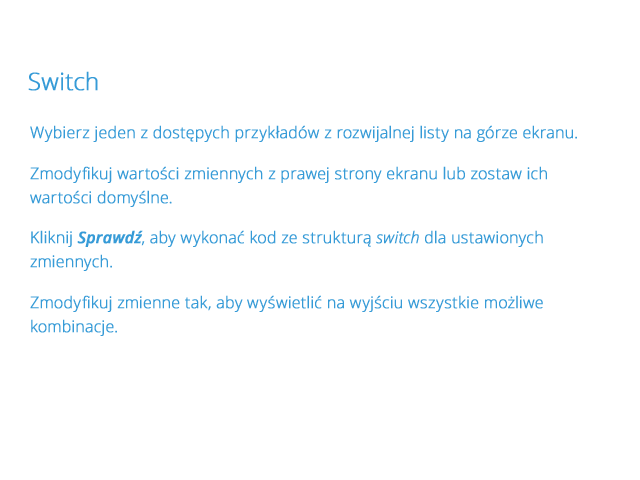 Switch
Wybierz jeden z dostępych przykładów z rozwijalnej listy na górze ekranu.
Zmodyfikuj wartości zmiennych z prawej strony ekranu lub zostaw ich
wartości domyślne.
Kliknij Sprawdź, aby wykonać kod ze strukturą switch dla ustawionych
zmiennych.
Zmodyfikuj zmienne tak, aby wyświetlić na wyjściu wszystkie możliwe
kombinacje.